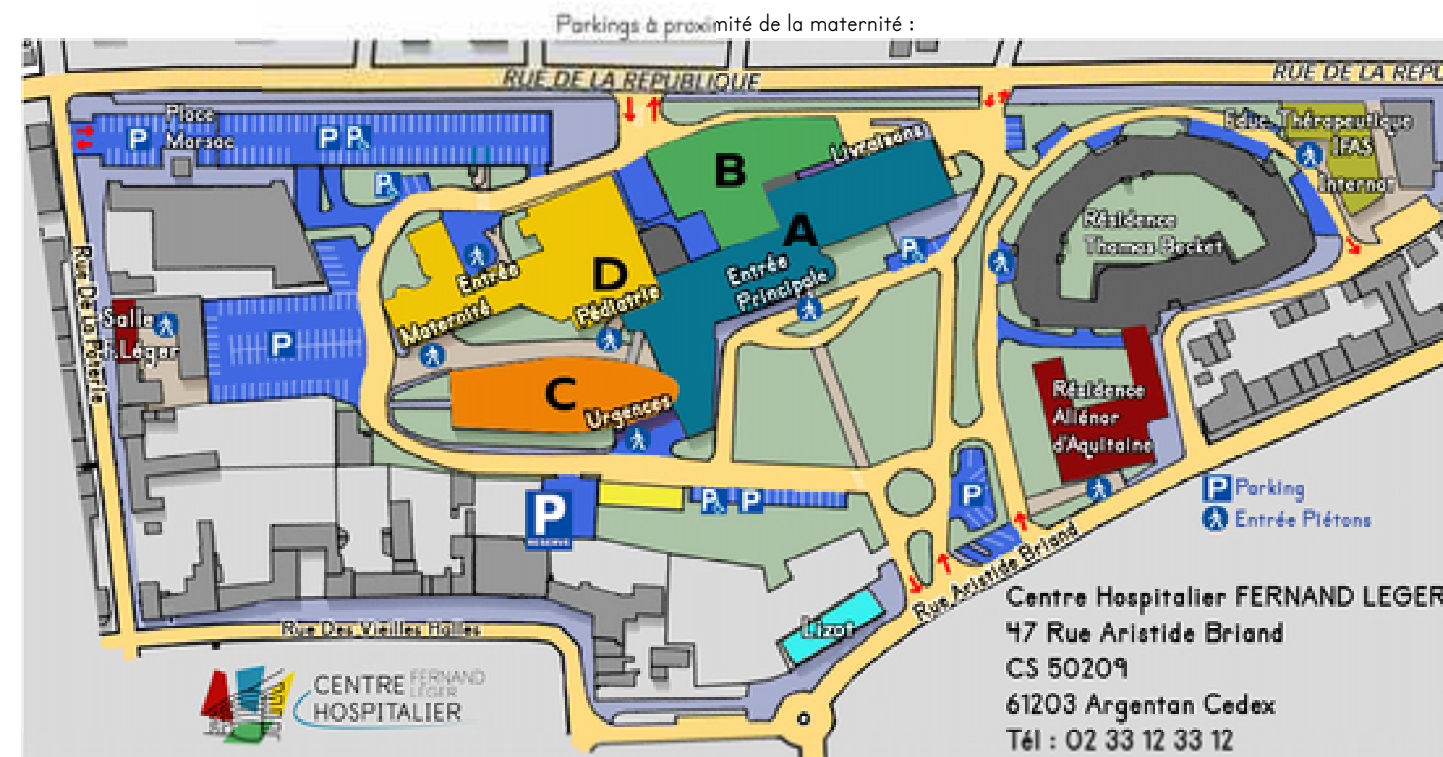 Parkings à proximité de la maternité :
RUE DE LA REPUBLIQUE
RUE DE LA REPU
Place
Marsac
P
P
P
Educ. Thérapeutique
IFAS
Internat
Livraisons
B
A
Résidence
Thomas Becket
Entrée
Principale
P
Entrée
Maternité
D
Pédiatrie
Rue De La Poterie
Salle
F.Léger
P
C
Urgences
Résidence
Aliénor
d'Aquitaine
P
RESERVE
P
P
P
P Parking
Entrée Piétons
Rue Aristide Briand
Lizot
Rue Des Vieilles Halles
CENTRE FERNAND
LEGER
HOSPITALIER
Centre Hospitalier FERNAND LEGER
47 Rue Aristide Briand
CS 50209
61203 Argentan Cedex
Tél : 02 33 12 33 12